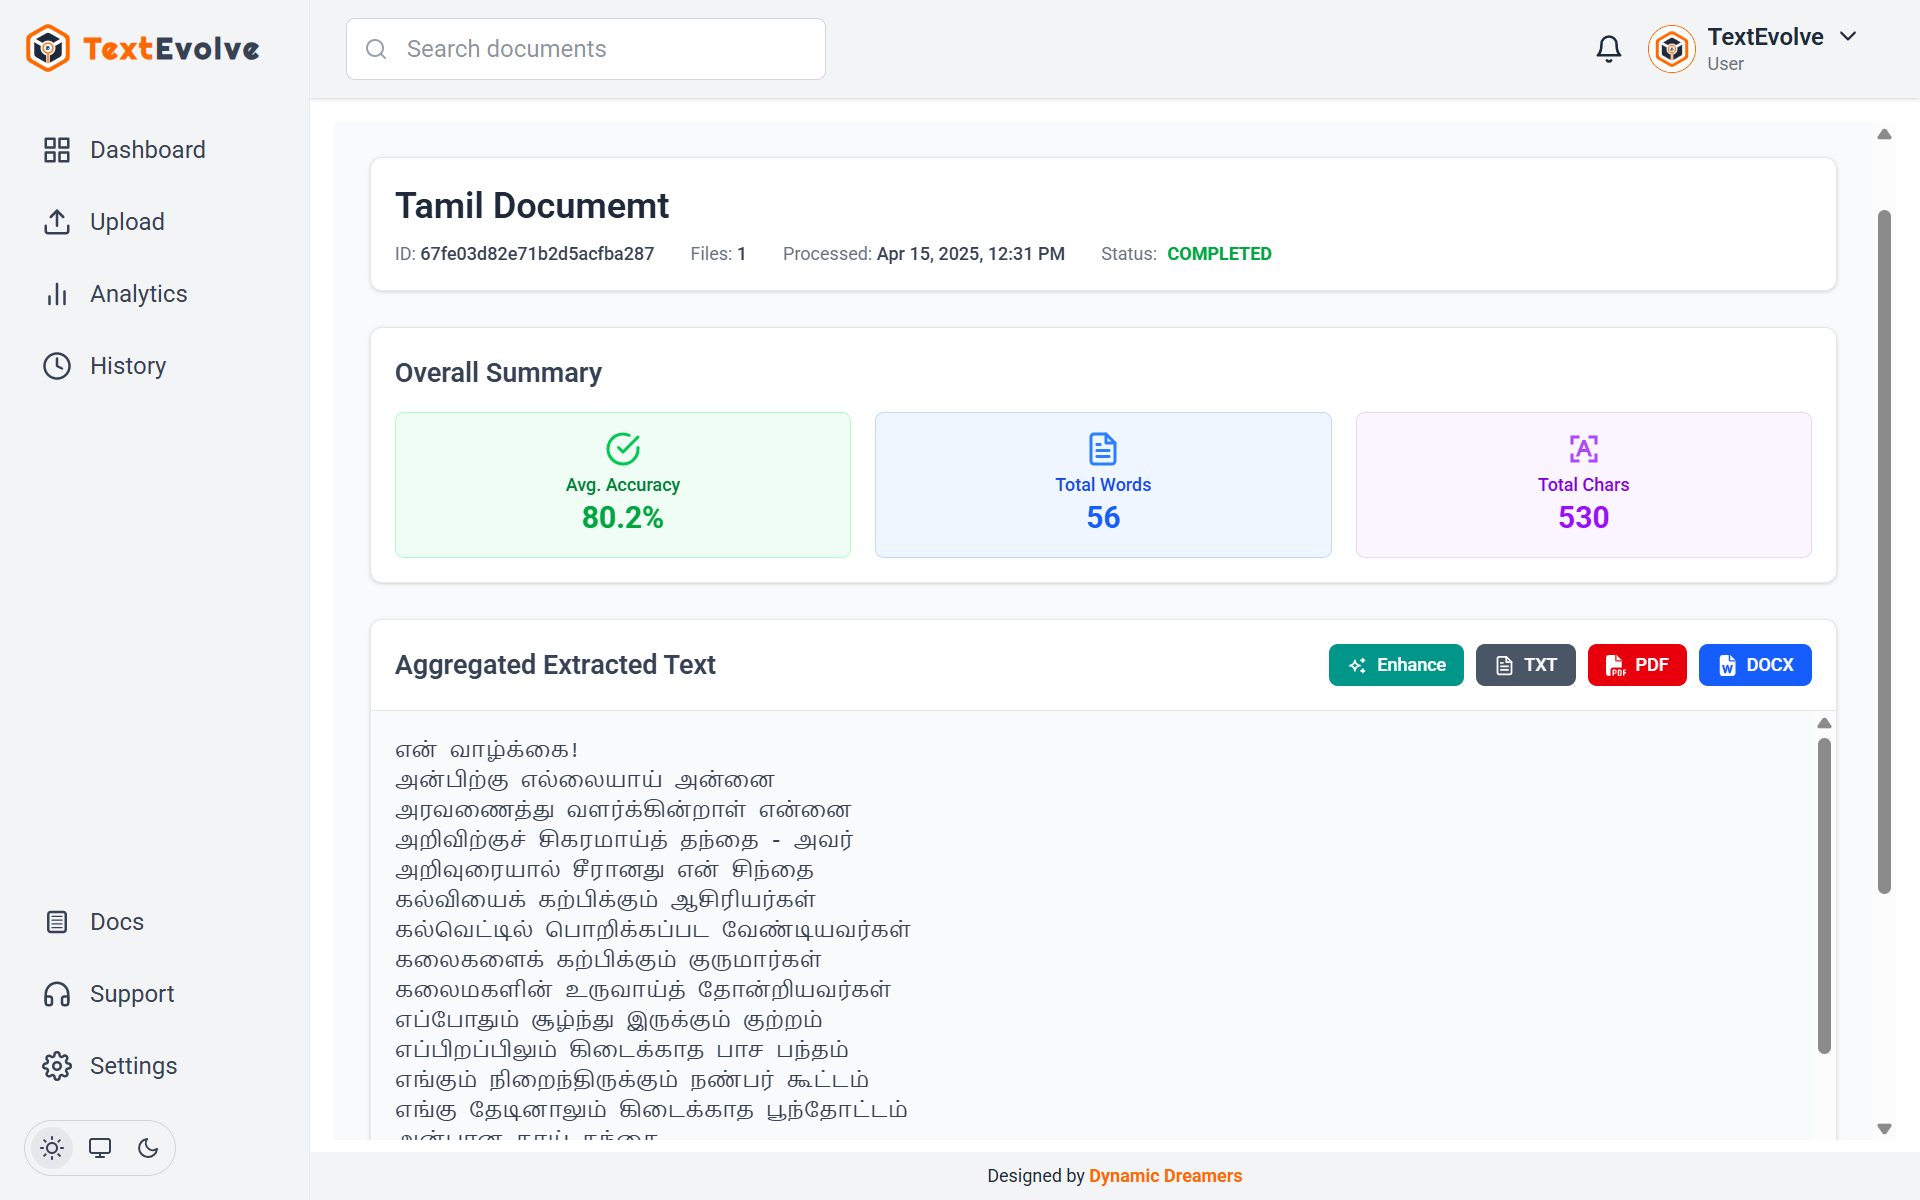 TextEvolve
Search documents
TextEvolve
User
Dashboard
Upload
Analytics
History
Docs
Support
Settings
Tamil Documemt
ID: 67fe03d82e71b2d5acfba287 Files: 1 Processed: Apr 15, 2025, 12:31 PM Status: COMPLETED
Overall Summary
Avg. Accuracy
80.2%
Total Words
56
Total Chars
530
Aggregated Extracted Text
Enhance
TXT
PDF
DOCX
என் வாழ்க்கை!
அன்பிற்கு எல்லையாய் அன்னை
அரவணைத்து வளர்க்கின்றாள் என்னை
அறிவிற்குச் சிகரமாய்த் தந்தை - அவர்
அறிவுரையால் சீரானது என் சிந்தை
கல்வியைக் கற்பிக்கும் ஆசிரியர்கள்
கல்வெட்டில் பொறிக்கப்பட வேண்டியவர்கள்
கலைகளைக் கற்பிக்கும் குருமார்கள்
கலைமகளின் உருவாய்த் தோன்றியவர்கள்
எப்போதும் சூழ்ந்து இருக்கும் குற்றம்
எப்பிறப்பிலும் கிடைக்காத பாச பந்தம்
எங்கும் நிறைந்திருக்கும் நண்பர் கூட்டம்
எங்கு தேடினாலும் கிடைக்காத பூந்தோட்டம்
Designed by Dynamic Dreamers